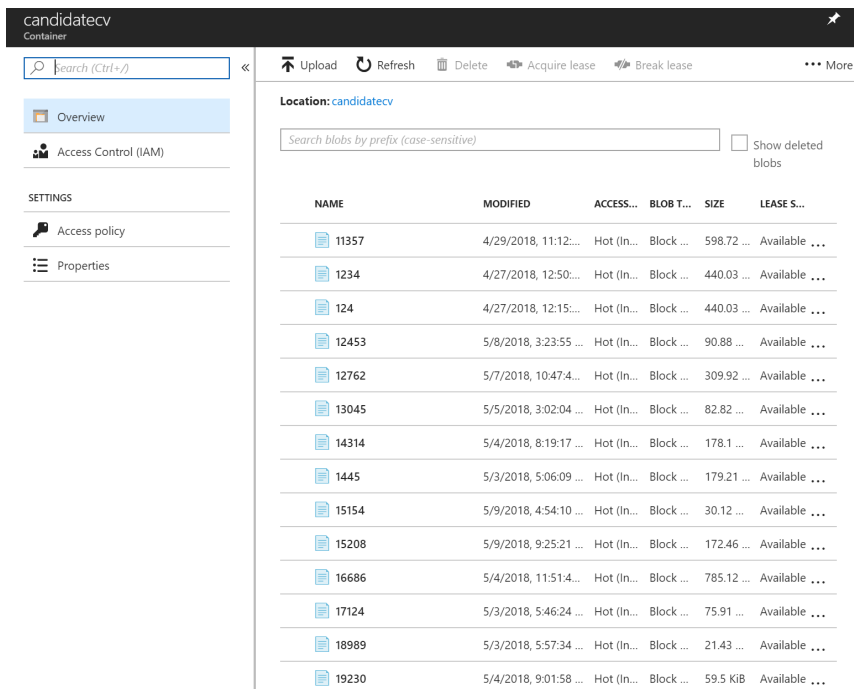 candidatecv
Container
Search (Ctrl+/)
«
Overview
Access Control (IAM)
SETTINGS
Access policy
Properties
Upload Refresh Delete Acquire lease Break lease ••• More
Location: candidatecv
Search blobs by prefix (case-sensitive)
Show deleted
blobs
NAME MODIFIED ACCESS... BLOB T... SIZE LEASE S...
11357 4/29/2018, 11:12:... Hot (In... Block ... 598.72 ... Available ...
1234 4/27/2018, 12:50:... Hot (In... Block ... 440.03 ... Available ...
124 4/27/2018, 12:15:... Hot (In... Block ... 440.03 ... Available ...
12453 5/8/2018, 3:23:55 ... Hot (In... Block ... 90.88 ... Available ...
12762 5/7/2018, 10:47:4... Hot (In... Block ... 309.92 ... Available ...
13045 5/5/2018, 3:02:04 ... Hot (In... Block ... 82.82 ... Available ...
14314 5/4/2018, 8:19:17 ... Hot (In... Block ... 178.1 ... Available ...
1445 5/3/2018, 5:06:09 ... Hot (In... Block ... 179.21 ... Available ...
15154 5/9/2018, 4:54:10 ... Hot (In... Block ... 30.12 ... Available ...
15208 5/9/2018, 9:25:21 ... Hot (In... Block ... 172.46 ... Available ...
16686 5/4/2018, 11:51:4... Hot (In... Block ... 785.12 ... Available ...
17124 5/3/2018, 5:46:24 ... Hot (In... Block ... 75.91 ... Available ...
18989 5/3/2018, 5:57:34 ... Hot (In... Block ... 21.43 ... Available ...
19230 5/4/2018, 9:01:58 ... Hot (In... Block ... 59.5 KiB Available ...